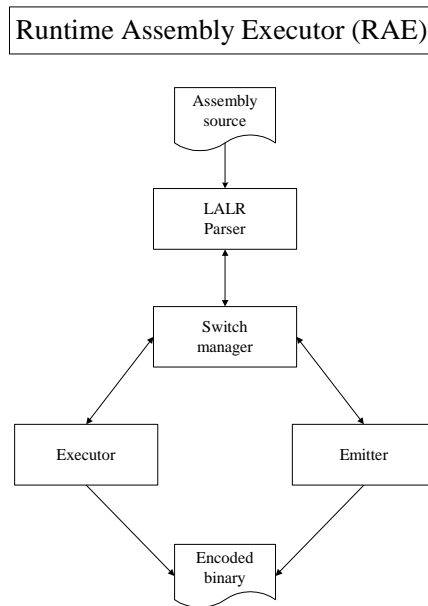 Runtime Assembly Executor (RAE)
Assembly
source
LALR
Parser
Switch
manager
Executor
Emitter
Encoded
binary